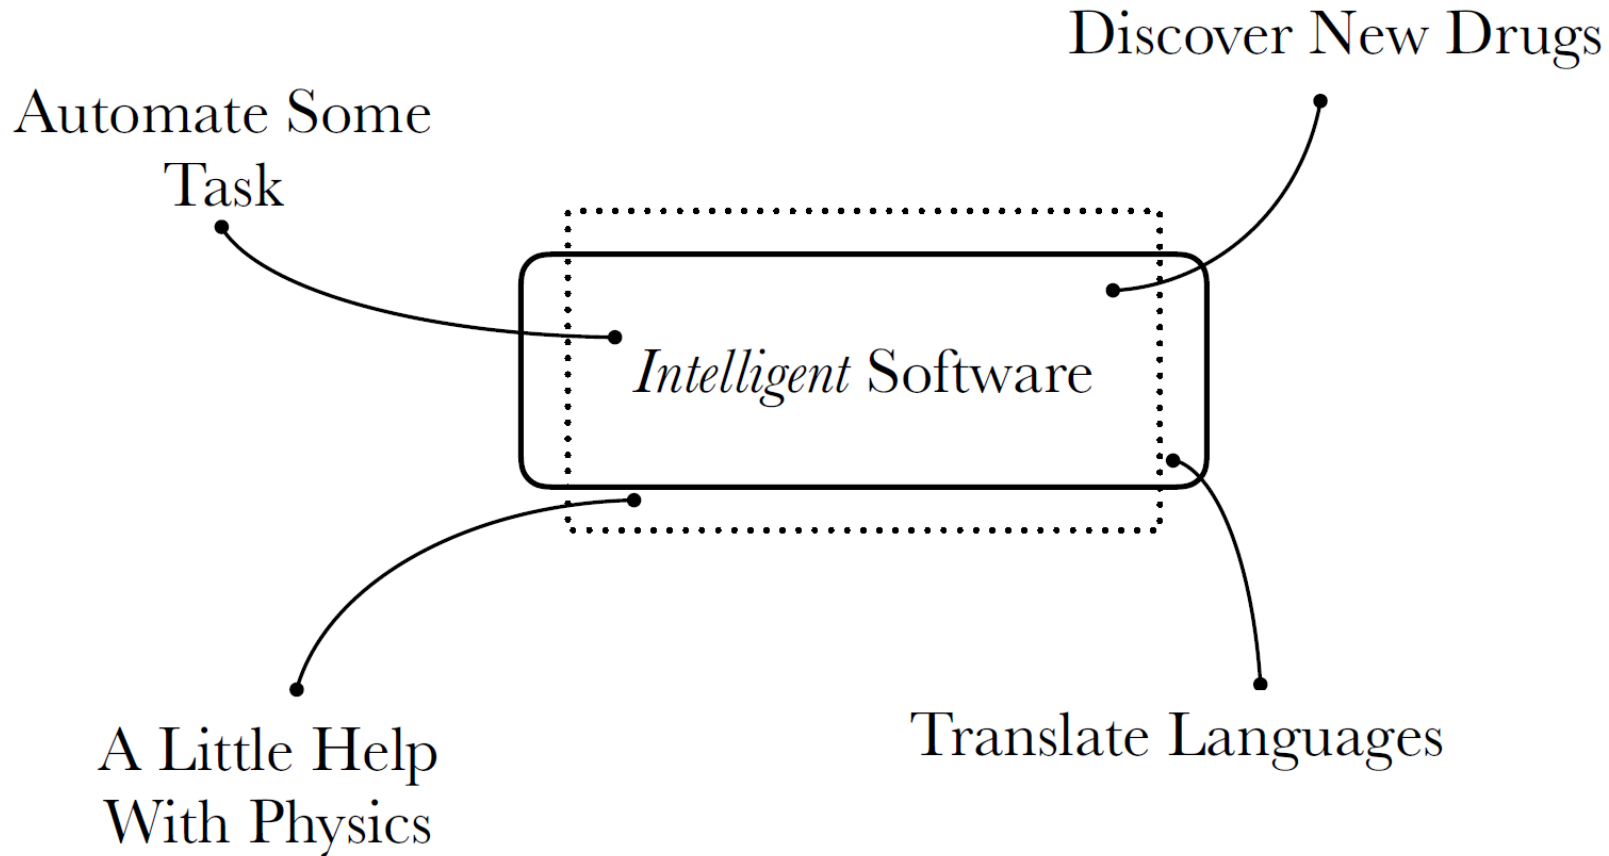 Discover New Drugs
Automate Some
Task
Intelligent Software
A Little Help
With Physics
Translate Languages